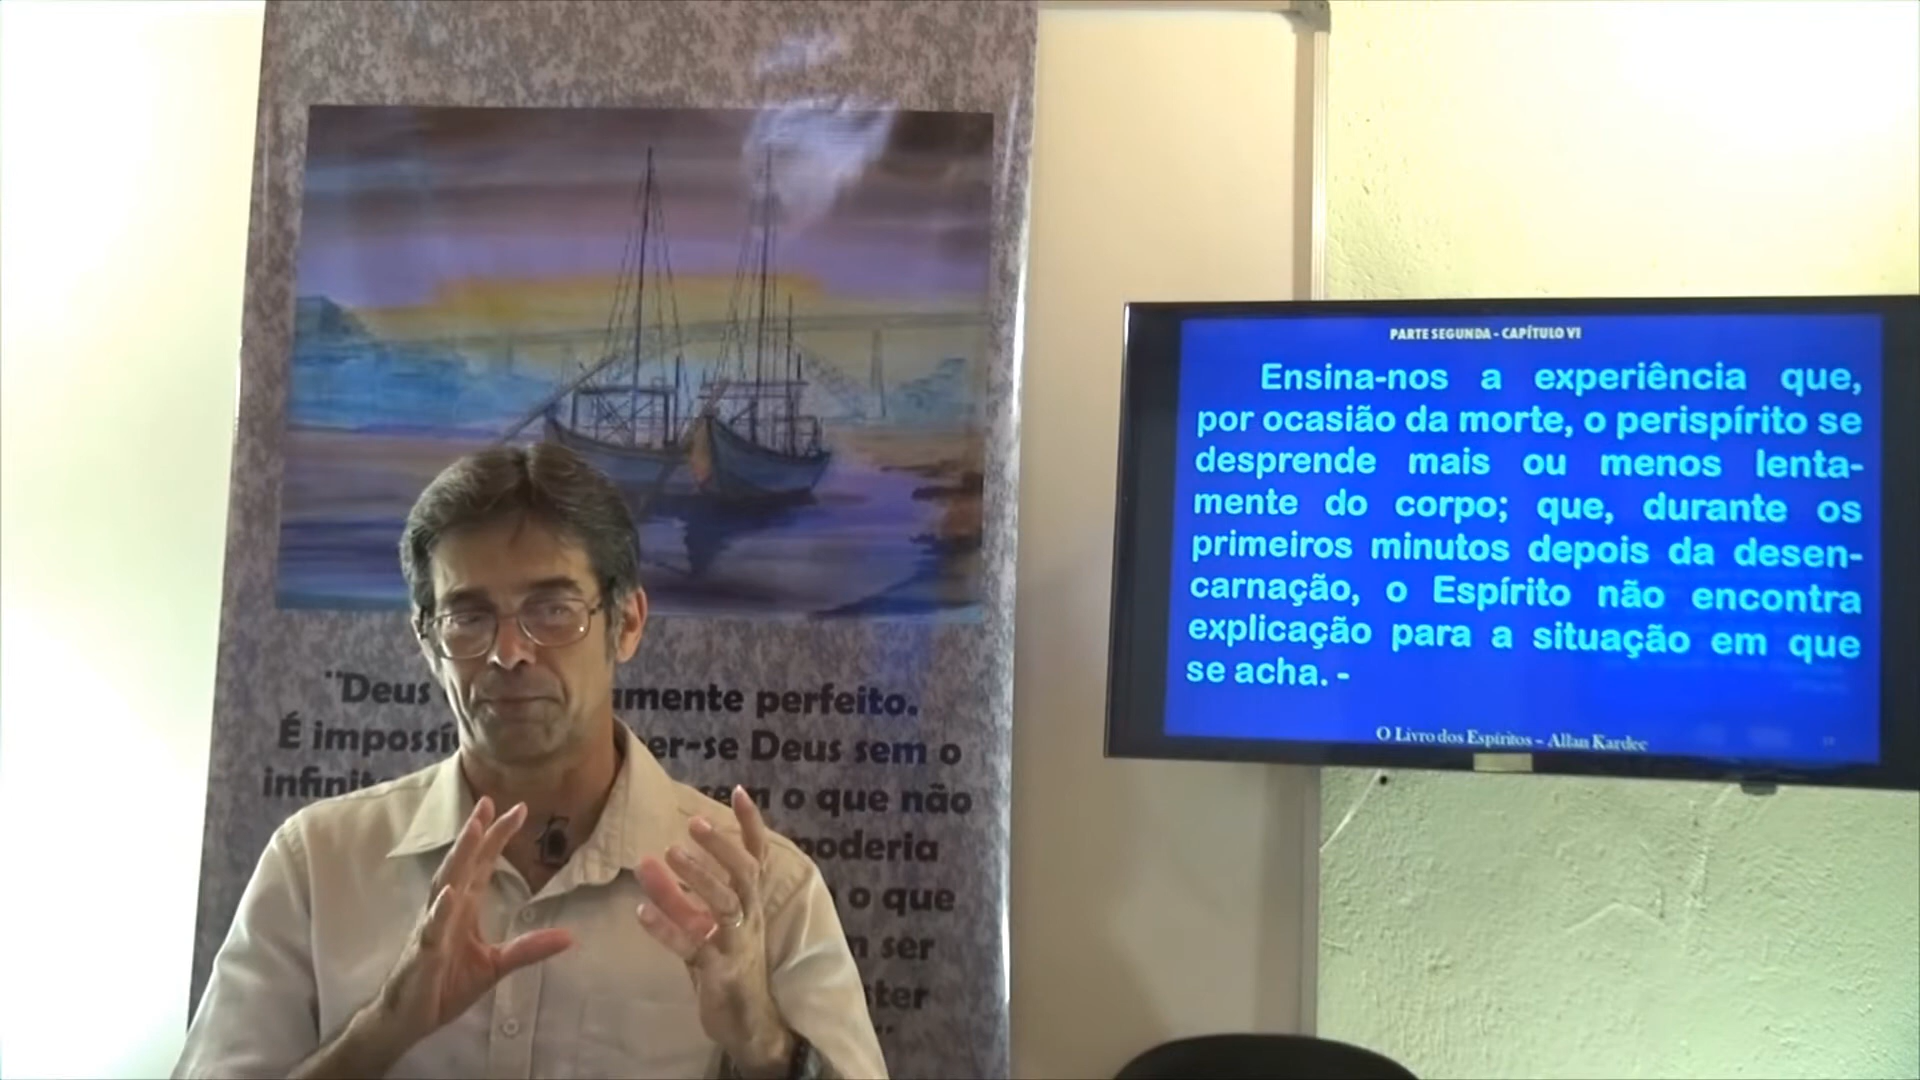 ¨Deus amente perfeito.
É impossí er-se Deus sem o
infinit sem o que não
poderia
o que
ser
ster
¨
PARTE SEGUNDA - CAPÍTULO VI
Ensina-nos a experiência que,
por ocasião da morte, o perispírito se
desprende mais ou menos lenta-
mente do corpo; que, durante os
primeiros minutos depois da desen-
carnação, o Espírito não encontra
explicação para a situação em que
se acha. -
O Livro dos Espíritos – Allan Kardec